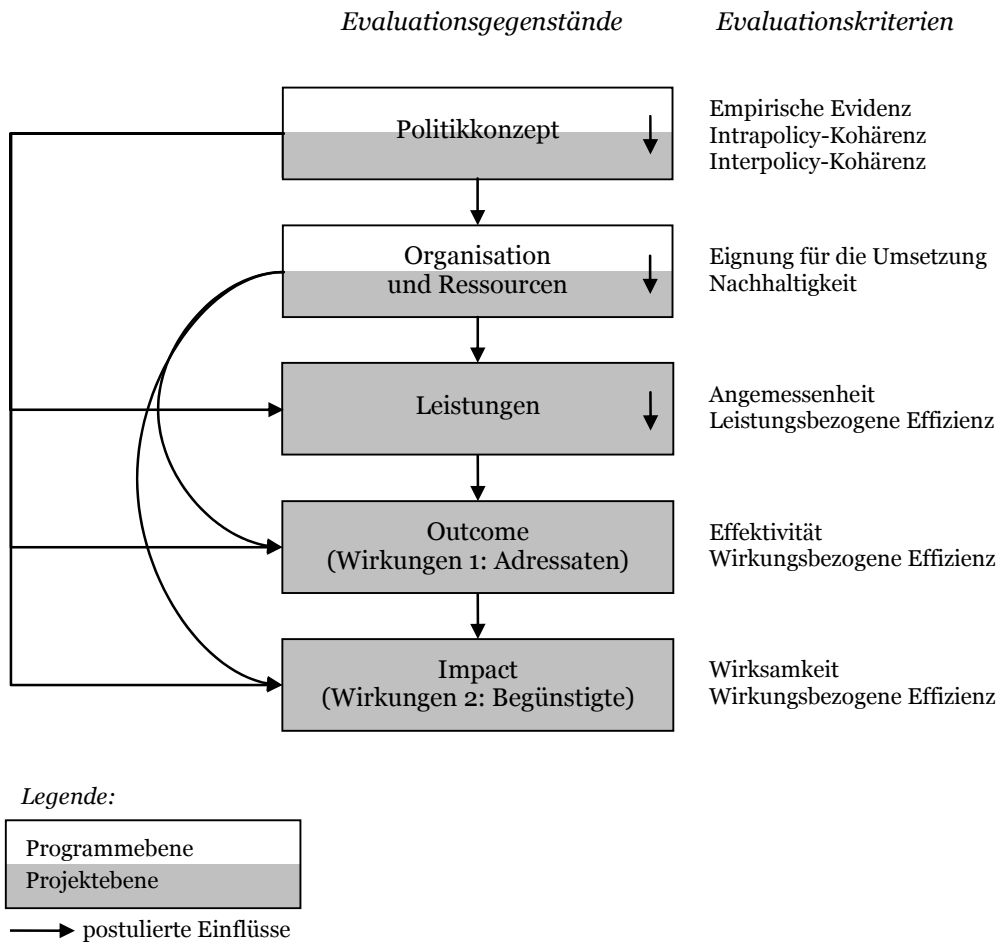 Evaluationsgegenstände
Evaluationskriterien
Politikkonzept
Empirische Evidenz
Intrapolicy-Kohärenz
Interpolicy-Kohärenz
Organisation
und Ressourcen
Eignung für die Umsetzung
Nachhaltigkeit
Leistungen
Angemessenheit
Leistungsbezogene Effizienz
Outcome
(Wirkungen 1: Adressaten)
Effektivität
Wirkungsbezogene Effizienz
Impact
(Wirkungen 2: Begünstigte)
Wirksamkeit
Wirkungsbezogene Effizienz
Legende:
Programmebene
Projektebene
postulierte Einflüsse